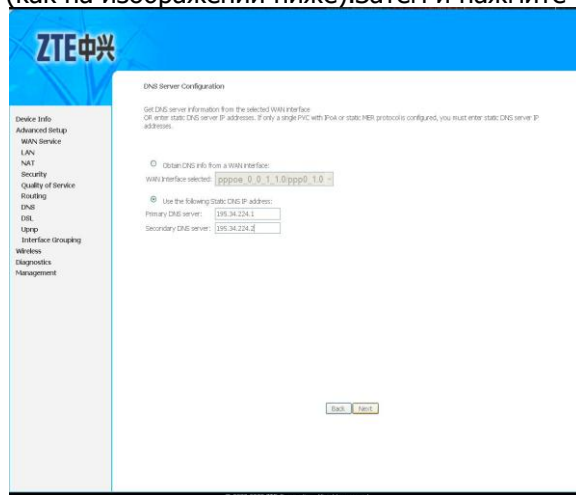 (как на изображении ниже).Затем и нажмите
ZTE中兴
DNS Server Configuration
Get DNS server information from the selected WAN interface
OR enter static DNS server IP addresses. If only a single PVC with IPoA or static MER protocol is configured, you must enter static DNS server IP
addresses.
Device Info
Advanced Setup
WAN Service
LAN
NAT
Security
Quality of Service
Routing
DNS
DSL
Upnp
Interface Grouping
Wireless
Diagnostics
Management
Obtain DNS info from a WAN interface:
WAN Interface selected: pppoe_0_0_1_1.0/ppp0_1.0
Use the following Static DNS IP address:
Primary DNS server: 195.34.224.1
Secondary DNS server: 195.34.224.2
Back Next